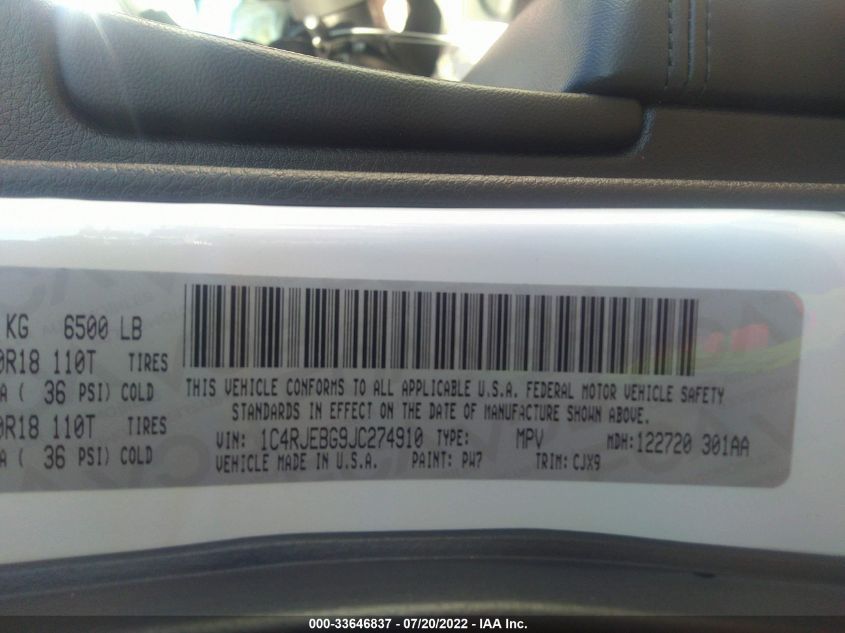 KG 6500 LB
0R18 110T TIRES
A ( 36 PSI) COLD
0R18 110T TIRES
A ( 36 PSI) COLD
THIS VEHICLE CONFORMS TO ALL APPLICABLE U.S.A. FEDERAL MOTOR VEHICLE SAFETY
STANDARDS IN EFFECT ON THE DATE OF MANUFACTURE SHOWN ABOVE.
VIN: 1C4RJEBG9JC274910 TYPE: MPV MDH: 122720 301AA
VEHICLE MADE IN U.S.A. PAINT: PW7 TRIM: CJX9
000-33646837 / 07/20/2022 - IAA Inc.